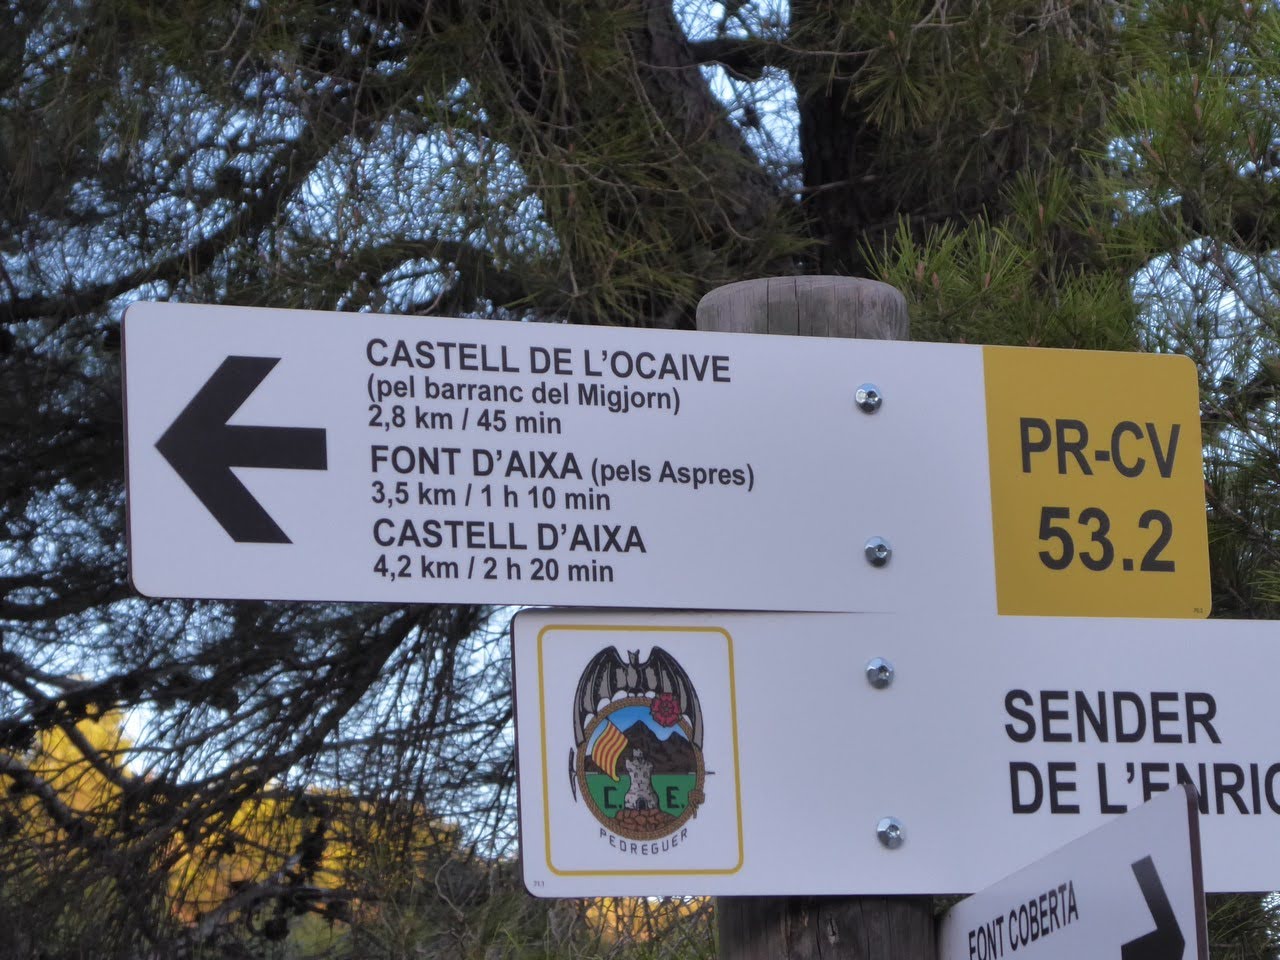 CASTELL DE L'OCAIVE
(pel barranc del Migjorn)
2,8 km / 45 min
FONT D'AIXA (pels Aspres)
3,5 km / 1 h 10 min
CASTELL D'AIXA
4,2 km / 2 h 20 min
PR-CV
53.2
C. E.
PEDREGUER
SENDER
DE L'ENRIC
FONT COBERTA